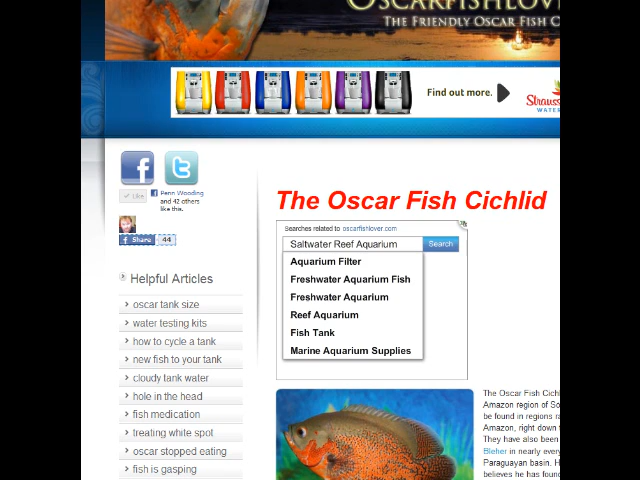 OSCARFISHLOVE
THE FRIENDLY OSCAR FISH C
Find out more.
Strauss
WATER
Like
Penn Wooding
and 42 others
like this.
Share 44
The Oscar Fish Cichlid
Searches related to oscarfishlover.com
Saltwater Reef Aquarium Search
Aquarium Filter
Freshwater Aquarium Fish
Freshwater Aquarium
Reef Aquarium
Fish Tank
Marine Aquarium Supplies
Helpful Articles
oscar tank size
water testing kits
how to cycle a tank
new fish to your tank
cloudy tank water
hole in the head
fish medication
treating white spot
oscar stopped eating
fish is gasping
The Oscar Fish Cichl
Amazon region of So
be found in regions ra
Amazon, right down t
They have also been
Bleher in nearly every
Paraguayan basin. H
believes he has foun